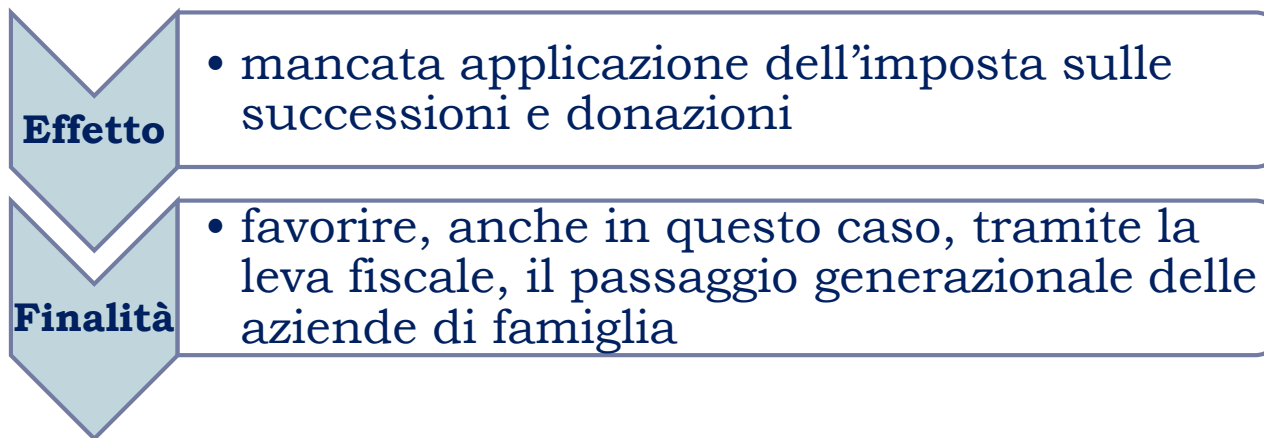 Effetto
• mancata applicazione dell’imposta sulle
successioni e donazioni
Finalità
• favorire, anche in questo caso, tramite la
leva fiscale, il passaggio generazionale delle
aziende di famiglia